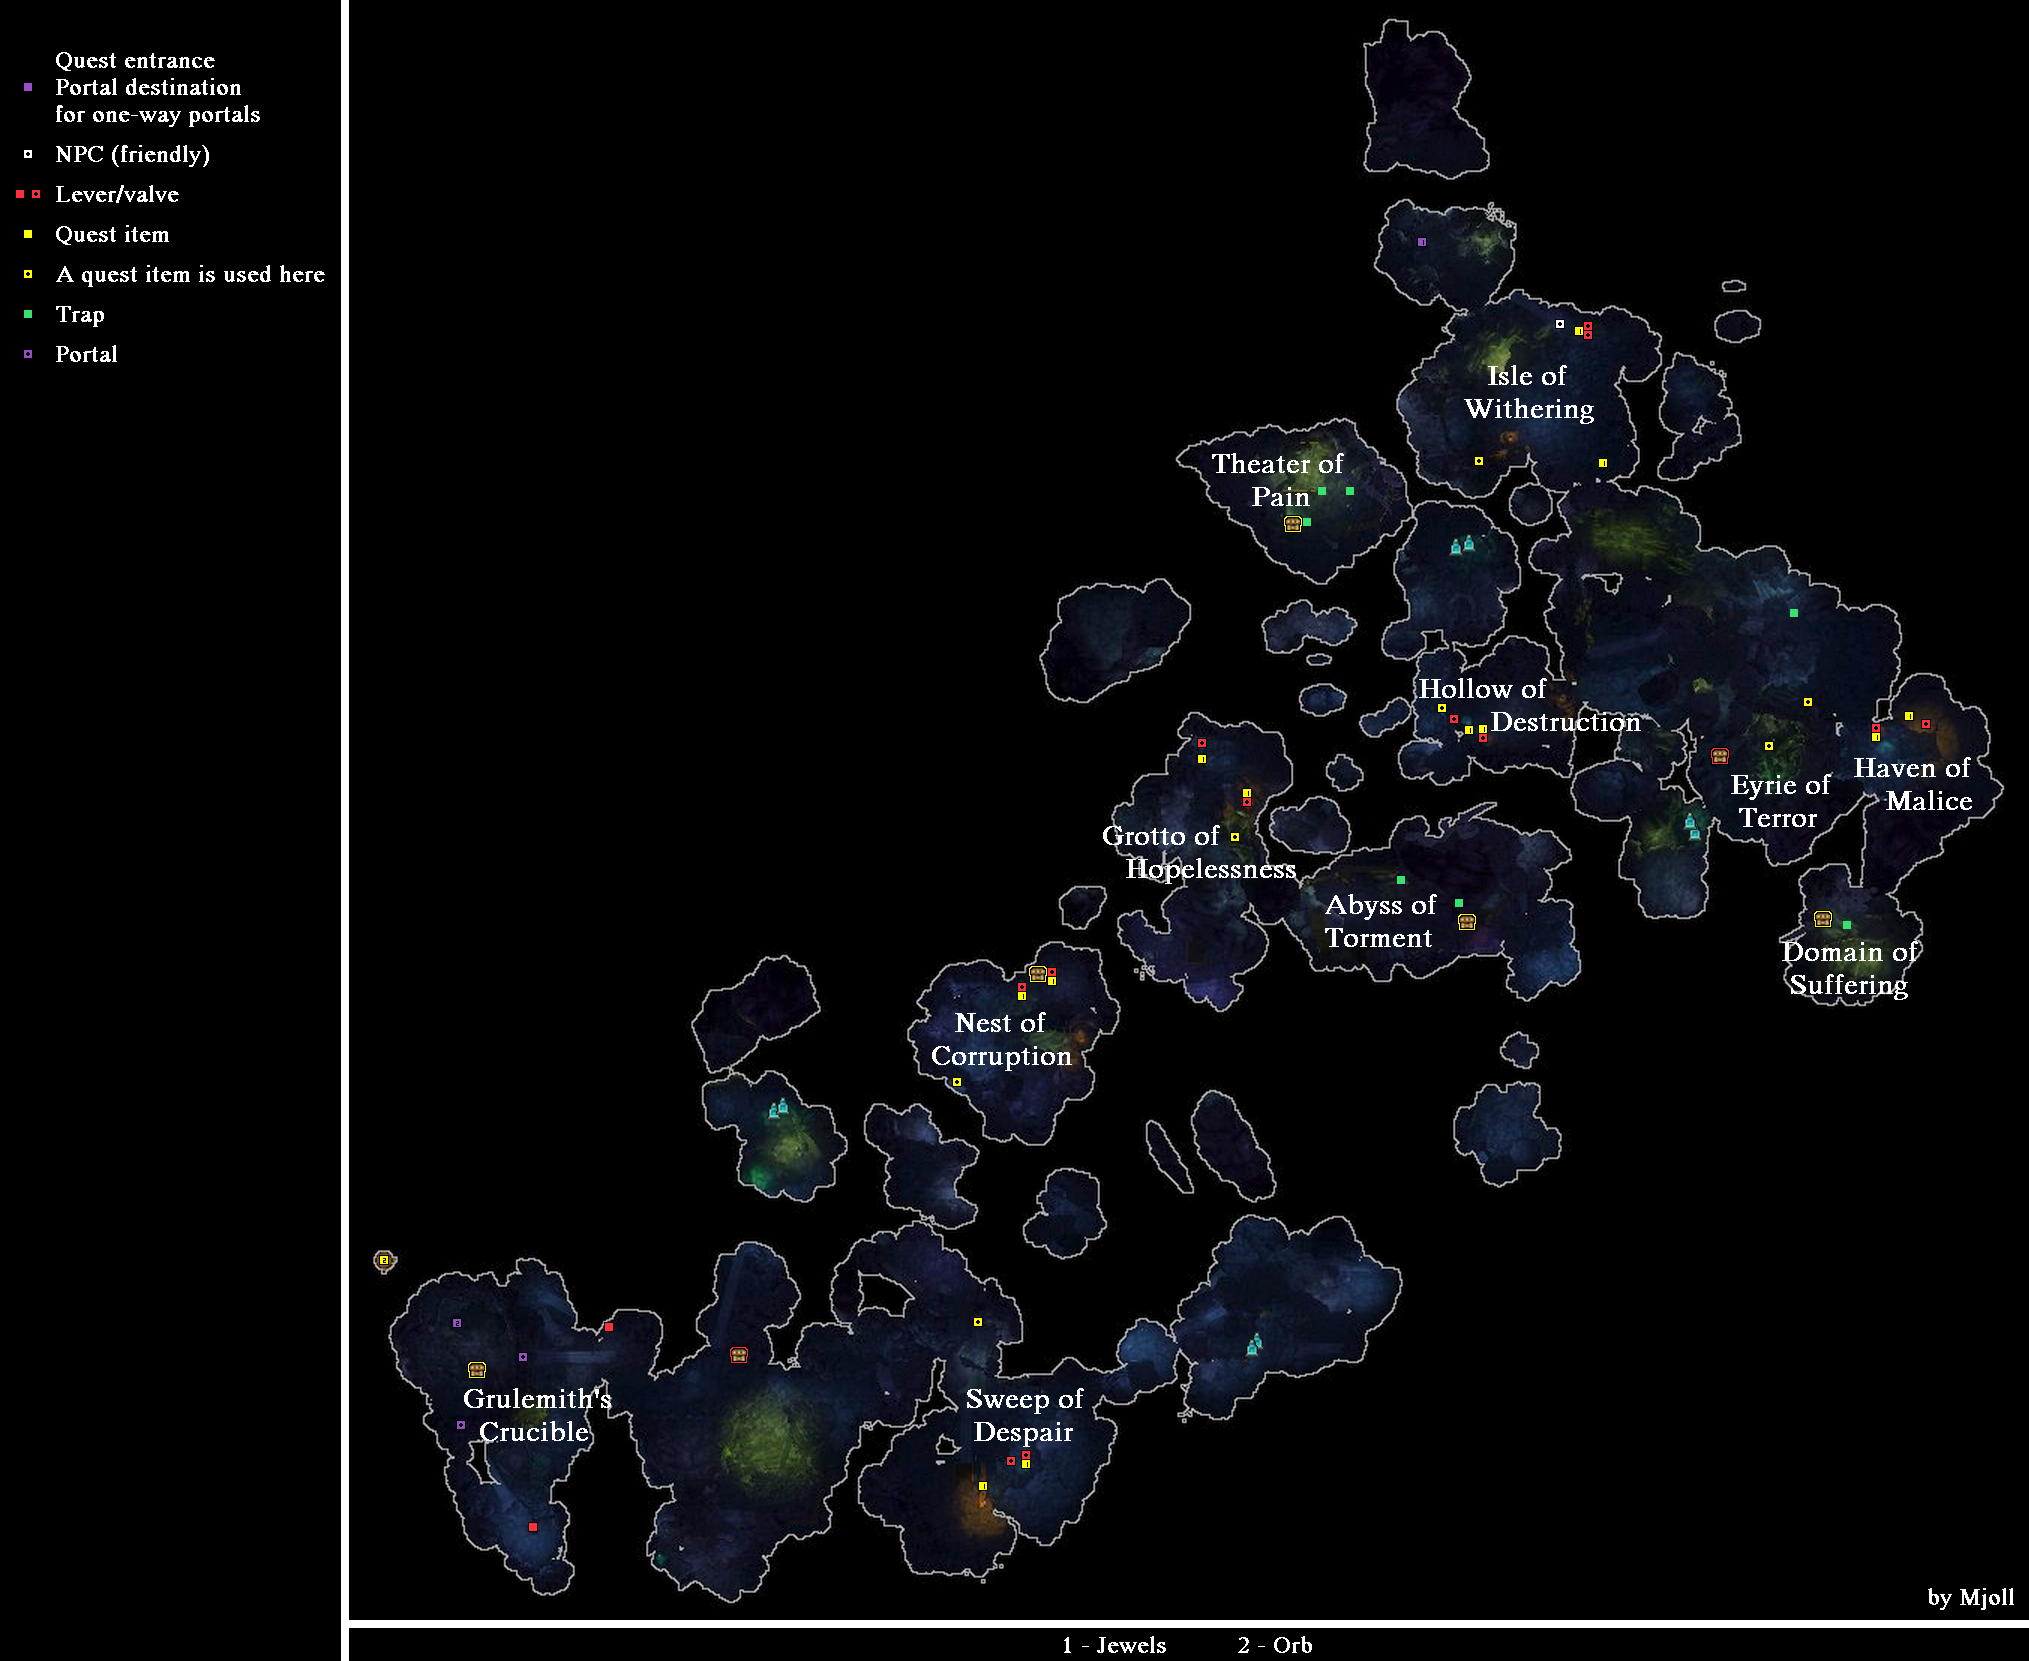 Quest entrance
Portal destination
for one-way portals
NPC (friendly)
Lever/valve
Quest item
A quest item is used here
Trap
Portal
Isle of
Withering
Theater of
Pain
Hollow of
Destruction
Haven of
Malice
Eyrie of
Terror
Grotto of
Hopelessness
Abyss of
Torment
Domain of
Suffering
Nest of
Corruption
Sweep of
Despair
Grulemith's
Crucible
by Mjoll
1 - Jewels 2 - Orb